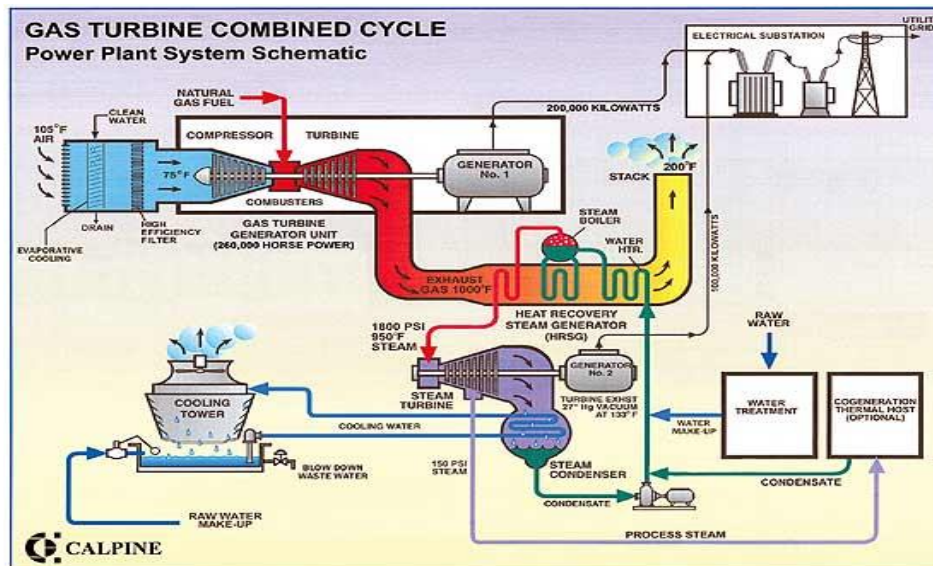 GAS TURBINE COMBINED CYCLE
Power Plant System Schematic
UTILITY
GRID
ELECTRICAL SUBSTATION
NATURAL
GAS FUEL
200,000 KILOWATTS
CLEAN
WATER
105°F
AIR
COMPRESSOR
TURBINE
75°F
GENERATOR
No. 1
200°F
STACK
COMBUSTERS
DRAIN
HIGH
EFFICIENCY
FILTER
EVAPORATIVE
COOLING
GAS TURBINE
GENERATOR UNIT
(260,000 HORSE POWER)
STEAM
BOILER
WATER
HTR.
100,000 KILOWATTS
EXHAUST
GAS 1000°F
HEAT RECOVERY
STEAM GENERATOR
(HRSG)
1800 PSI
950°F
STEAM
RAW
WATER
GENERATOR
No. 2
STEAM
TURBINE
TURBINE EXHST
27" Hg VACUUM
AT 133°F
COOLING
TOWER
COOLING WATER
WATER
MAKE-UP
WATER
TREATMENT
COGENERATION
THERMAL HOST
(OPTIONAL)
BLOW DOWN
WASTE WATER
150 PSI
STEAM
STEAM
CONDENSER
CONDENSATE
CONDENSATE
RAW WATER
MAKE-UP
PROCESS STEAM
CALPINE